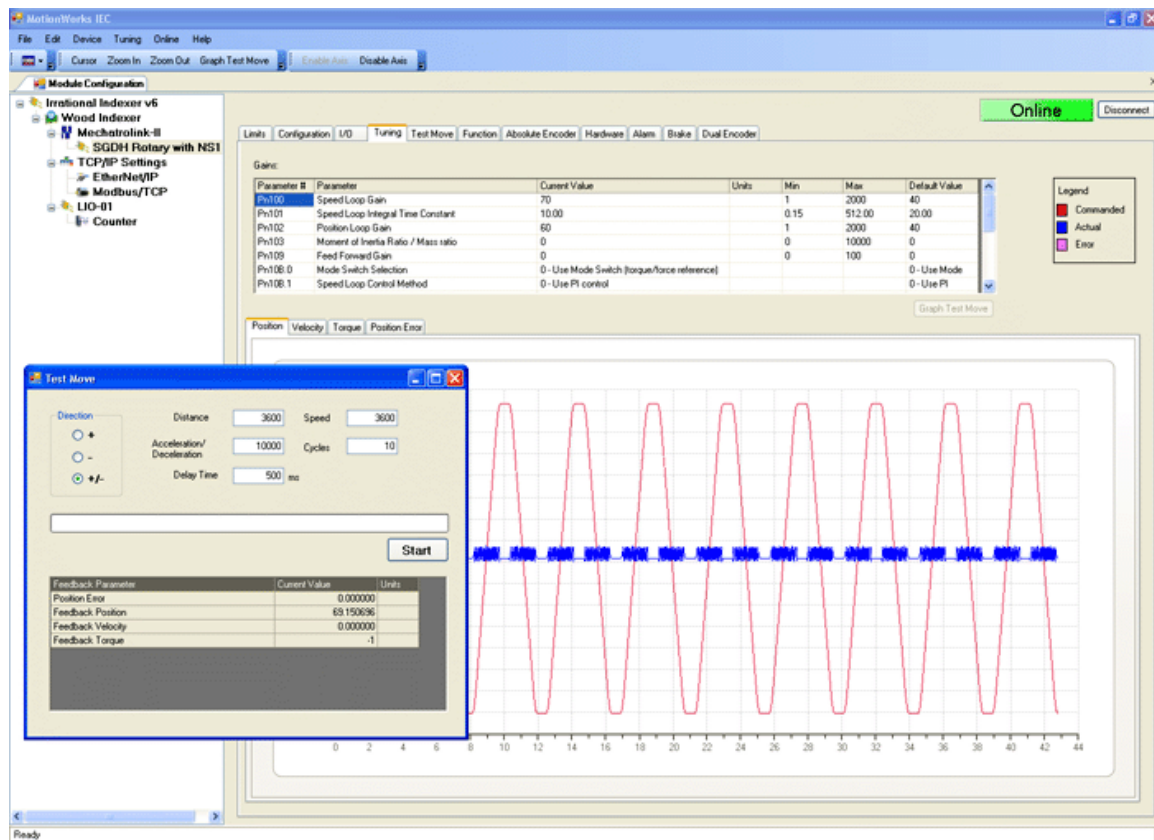 MotionWorks IEC
File Edit Device Tuning Online Help
Cursor Zoom In Zoom Out Graph Test Move Enable Axis Disable Axis
Module Configuration
Irrational Indexer v6
Wood Indexer
Mechatrolink-II
SGDH Rotary with NS1
TCP/IP Settings
EtherNet/IP
Modbus/TCP
LIO-01
Counter
Online Disconnect
Limits Configuration I/O Tuning Test Move Function Absolute Encoder Hardware Alarm Brake Dual Encoder
Gains:
Parameter # Parameter Current Value Units Min Max Default Value
Pn100 Speed Loop Gain 70 1 2000 40
Pn101 Speed Loop Integral Time Constant 10.00 0.15 512.00 20.00
Pn102 Position Loop Gain 60 1 2000 40
Pn103 Moment of Inertia Ratio / Mass ratio 0 0 10000 0
Pn109 Feed Forward Gain 0 0 100 0
Pn10B.0 Mode Switch Selection 0 - Use Mode Switch (torque/force reference) 0 - Use Mode
Pn10B.1 Speed Loop Control Method 0 - Use PI control 0 - Use PI
Legend
Commanded
Actual
Error
Graph Test Move
Position Velocity Torque Position Error
Test Move
Direction
+
-
+/-
Distance 3600 Speed 3600
Acceleration/
Deceleration 10000 Cycles 10
Delay Time 500 ms
Start
Feedback Parameter Current Value Units
Position Error 0.000000
Feedback Position 69.150696
Feedback Velocity 0.000000
Feedback Torque -1
0 2 4 6 8 10 12 14 16 18 20 22 24 26 28 30 32 34 36 38 40 42 44
Ready